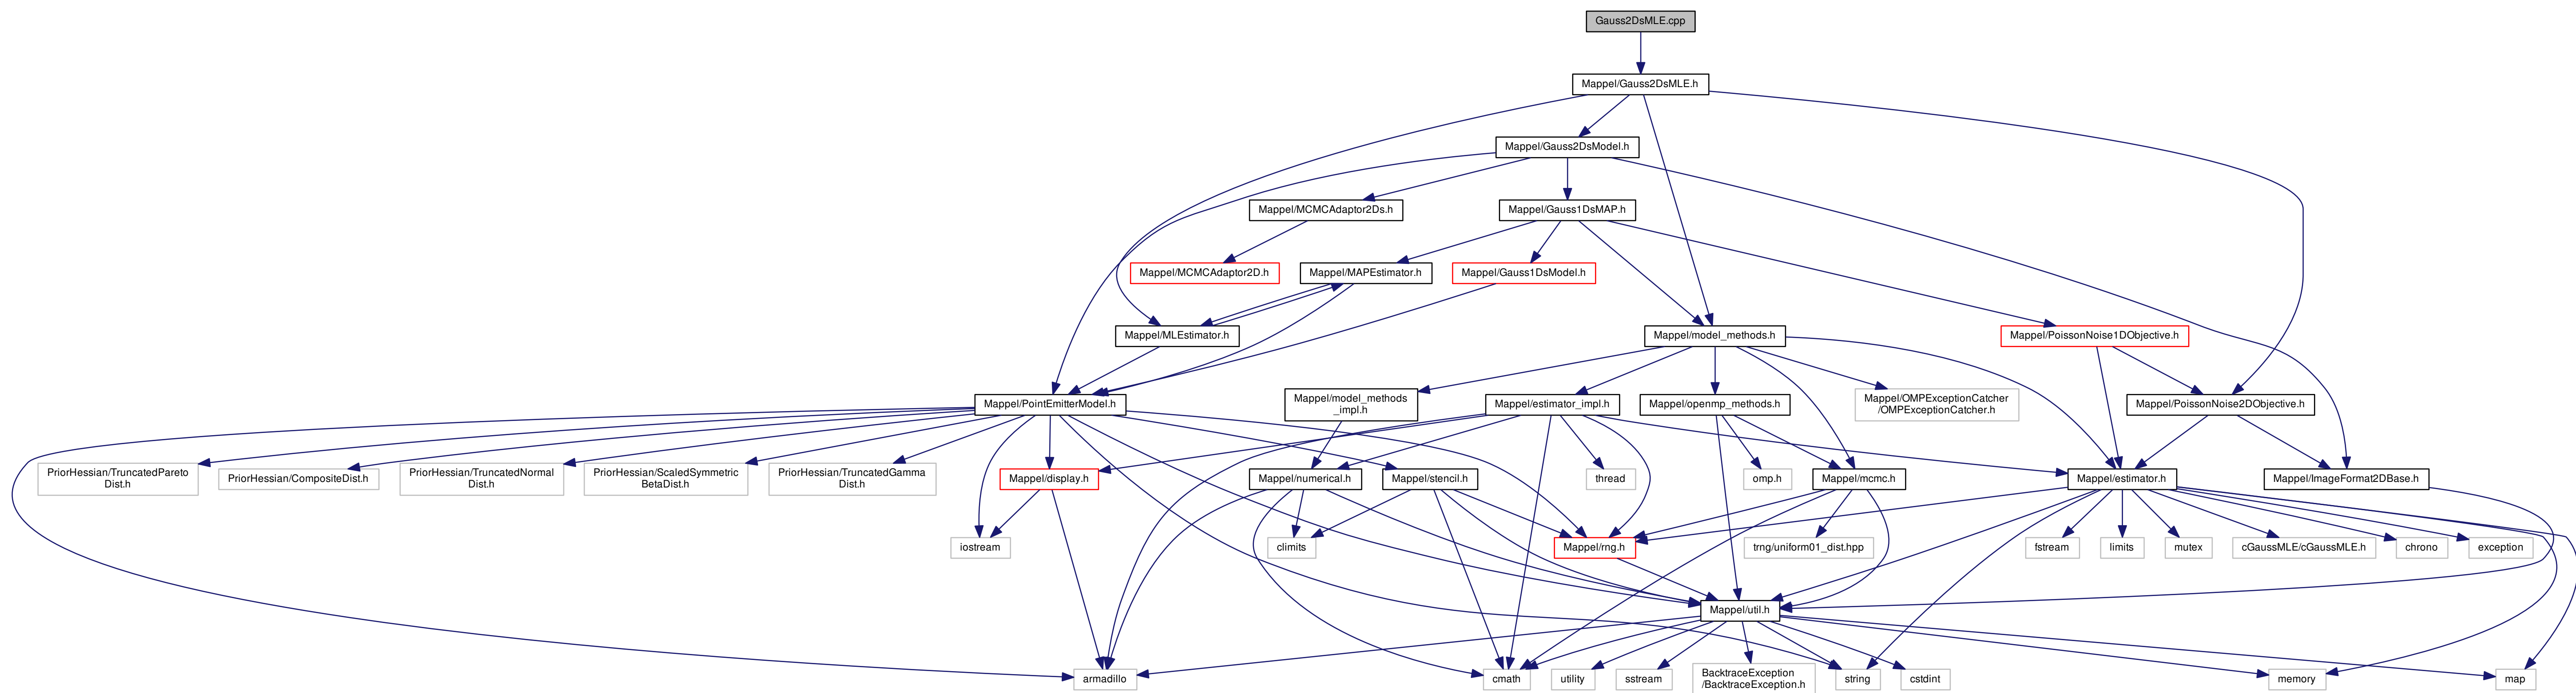 Gauss2DsMLE.cpp
Mappel/Gauss2DsMLE.h
Mappel/Gauss2DsModel.h
Mappel/MCMCAdaptor2Ds.h
Mappel/Gauss1DsMAP.h
Mappel/MCMCAdaptor2D.h
Mappel/MAPEstimator.h
Mappel/Gauss1DsModel.h
Mappel/MLEstimator.h
Mappel/model_methods.h
Mappel/PoissonNoise1DObjective.h
Mappel/PointEmitterModel.h
Mappel/model_methods
_impl.h
Mappel/estimator_impl.h
Mappel/openmp_methods.h
Mappel/OMPExceptionCatcher
/OMPExceptionCatcher.h
Mappel/PoissonNoise2DObjective.h
PriorHessian/TruncatedPareto
Dist.h
PriorHessian/CompositeDist.h
PriorHessian/TruncatedNormal
Dist.h
PriorHessian/ScaledSymmetric
BetaDist.h
PriorHessian/TruncatedGamma
Dist.h
Mappel/display.h
Mappel/numerical.h
Mappel/stencil.h
thread
omp.h
Mappel/mcmc.h
Mappel/estimator.h
Mappel/ImageFormat2DBase.h
iostream
climits
Mappel/rng.h
trng/uniform01_dist.hpp
fstream
limits
mutex
cGaussMLE/cGaussMLE.h
chrono
exception
Mappel/util.h
armadillo
cmath
utility
sstream
BacktraceException
/BacktraceException.h
string
cstdint
memory
map